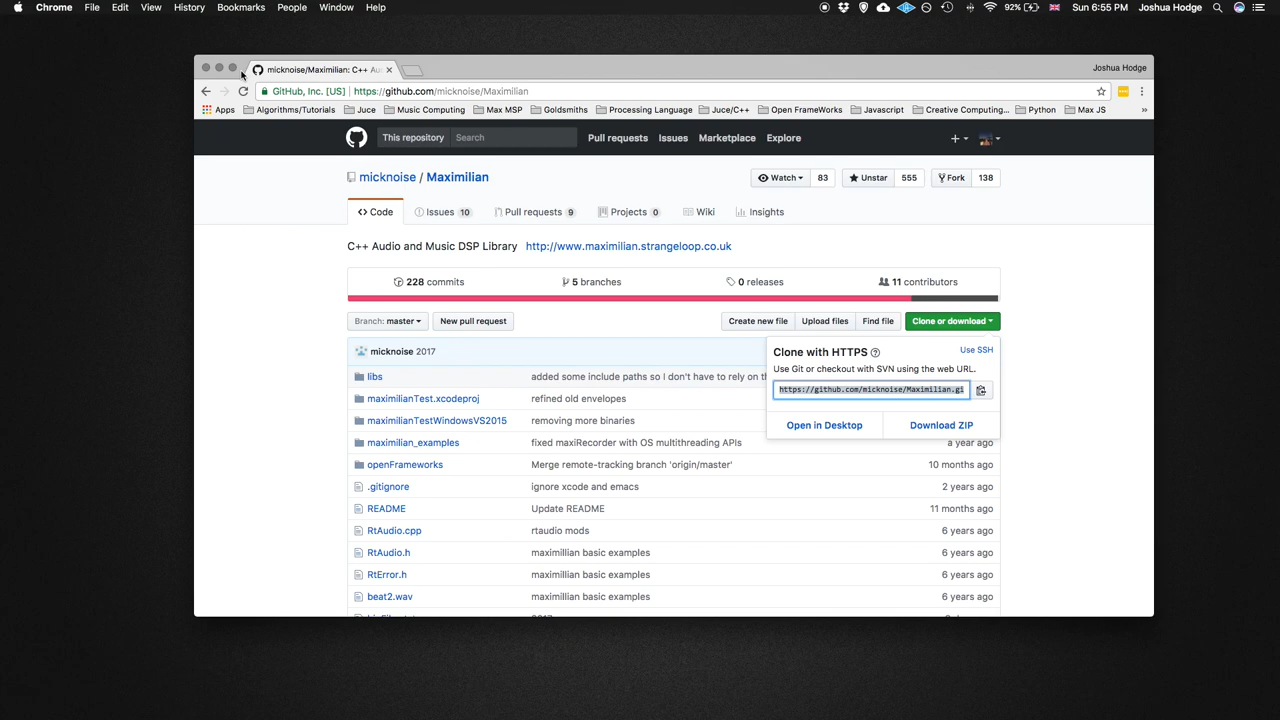 Chrome File Edit View History Bookmarks People Window Help 92% Sun 6:55 PM Joshua Hodge
micknoise/Maximilian: C++ Au Joshua Hodge
GitHub, Inc. [US] https://github.com/micknoise/Maximilian
Apps Algorithms/Tutorials Juce Music Computing Max MSP Goldsmiths Processing Language Juce/C++ Open FrameWorks Javascript Creative Computing... Python Max JS »
This repository Search Pull requests Issues Marketplace Explore
micknoise / Maximilian Watch 83 Unstar 555 Fork 138
Code Issues 10 Pull requests 9 Projects 0 Wiki Insights
C++ Audio and Music DSP Library http://www.maximilian.strangeloop.co.uk
228 commits 5 branches 0 releases 11 contributors
Branch: master New pull request Create new file Upload files Find file Clone or download
micknoise 2017
Clone with HTTPS Use SSH
Use Git or checkout with SVN using the web URL.
https://github.com/micknoise/Maximilian.gi
Open in Desktop Download ZIP
libs added some include paths so I don't have to rely on th
maximilianTest.xcodeproj refined old envelopes
maximilianTestWindowsVS2015 removing more binaries
maximilian_examples fixed maxiRecorder with OS multithreading APIs a year ago
openFrameworks Merge remote-tracking branch 'origin/master' 10 months ago
.gitignore ignore xcode and emacs 2 years ago
README Update README 11 months ago
RtAudio.cpp rtaudio mods 6 years ago
RtAudio.h maximillian basic examples 6 years ago
RtError.h maximillian basic examples 6 years ago
beat2.wav maximillian basic examples 6 years ago